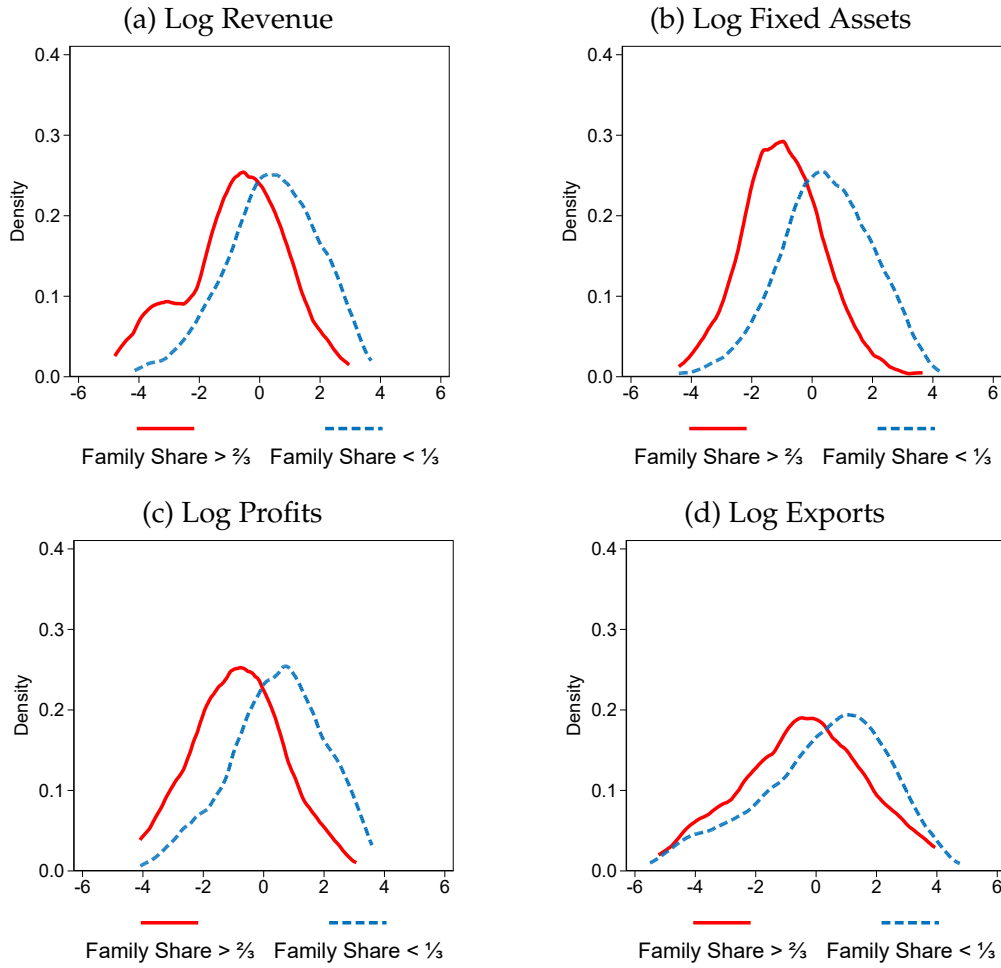 (a) Log Revenue
0.4
0.3
0.2
0.1
0.0
Density
-6 -4 -2 0 2 4 6
Family Share > ⅔ Family Share < ⅓
(b) Log Fixed Assets
0.4
0.3
0.2
0.1
0.0
Density
-6 -4 -2 0 2 4 6
Family Share > ⅔ Family Share < ⅓
(c) Log Profits
0.4
0.3
0.2
0.1
0.0
Density
-6 -4 -2 0 2 4 6
Family Share > ⅔ Family Share < ⅓
(d) Log Exports
0.4
0.3
0.2
0.1
0.0
Density
-6 -4 -2 0 2 4 6
Family Share > ⅔ Family Share < ⅓